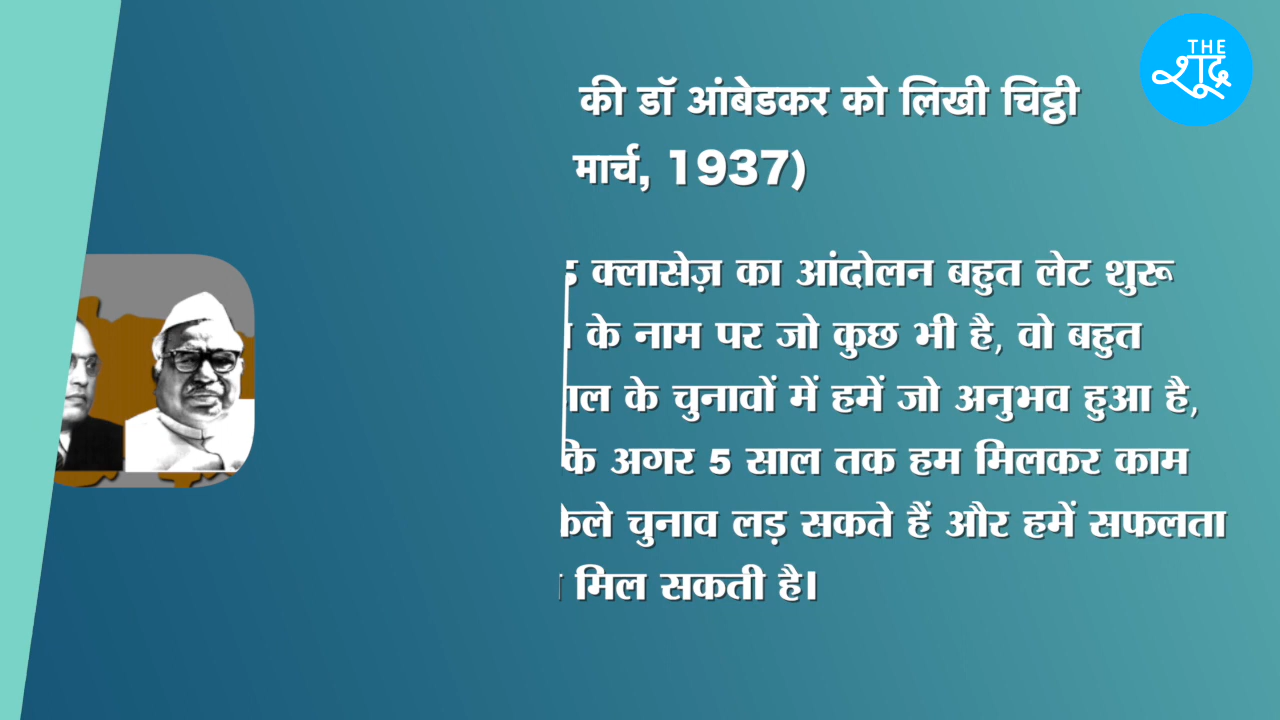 THE
शूद्र
की डॉ आंबेडकर को लिखी चिट्ठी
मार्च, 1937)
क्लासेज़ का आंदोलन बहुत लेट शुरू
के नाम पर जो कुछ भी है, वो बहुत
के चुनावों में हमें जो अनुभव हुआ है,
कि अगर 5 साल तक हम मिलकर काम
चुनाव लड़ सकते हैं और हमें सफलता
मिल सकती है।